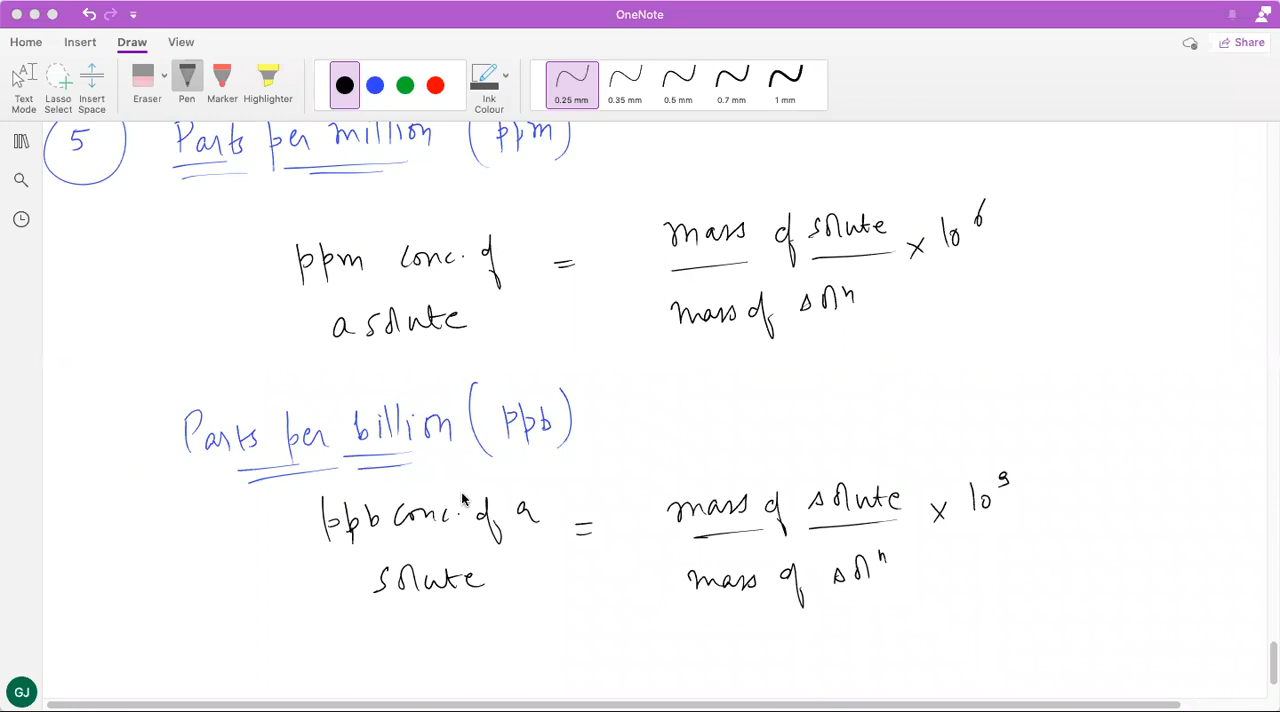 OneNote
Home Insert Draw View
Share
Text Mode
Lasso Select
Insert Space
Eraser
Pen
Marker
Highlighter
Ink Colour
0.25 mm
0.35 mm
0.5 mm
0.7 mm
1 mm
5 Parts per million (ppm)
ppm conc. of a solute = mass of solute / mass of solⁿ × 10⁶
Parts per billion (ppb)
ppb conc. of a solute = mass of solute / mass of solⁿ × 10⁹
GJ